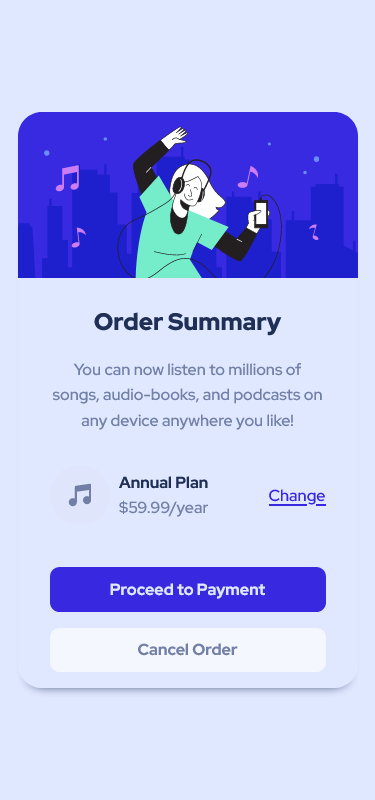 Order Summary
You can now listen to millions of
songs, audio-books, and podcasts on
any device anywhere you like!
Annual Plan
$59.99/year
Change
Proceed to Payment
Cancel Order